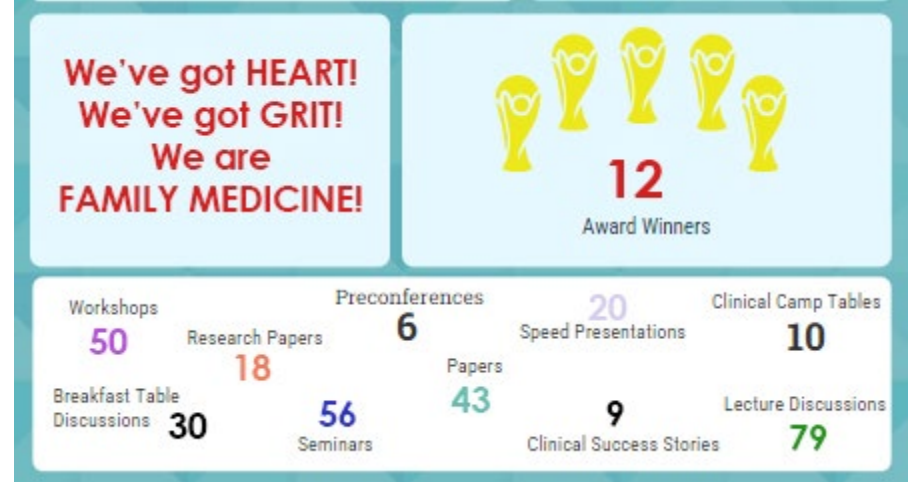 We've got HEART!
We've got GRIT!
We are
FAMILY MEDICINE!
12
Award Winners
Workshops
50
Research Papers
18
Preconferences
6
20
Speed Presentations
Clinical Camp Tables
10
Breakfast Table
Discussions 30
56
Seminars
Papers
43
9
Clinical Success Stories
Lecture Discussions
79